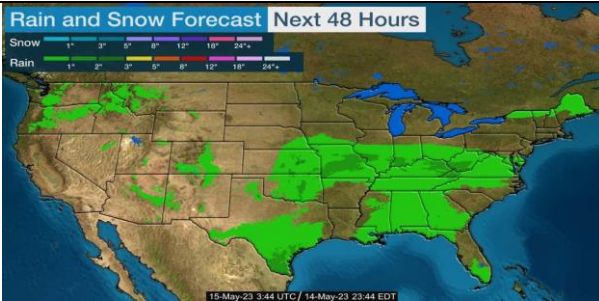 Rain and Snow Forecast Next 48 Hours
Snow 1" 3" 5" 8" 12" 18" 24"+
Rain 1" 2" 3" 5" 8" 12" 18" 24"+
15-May-23 3:44 UTC / 14-May-23 23:44 EDT